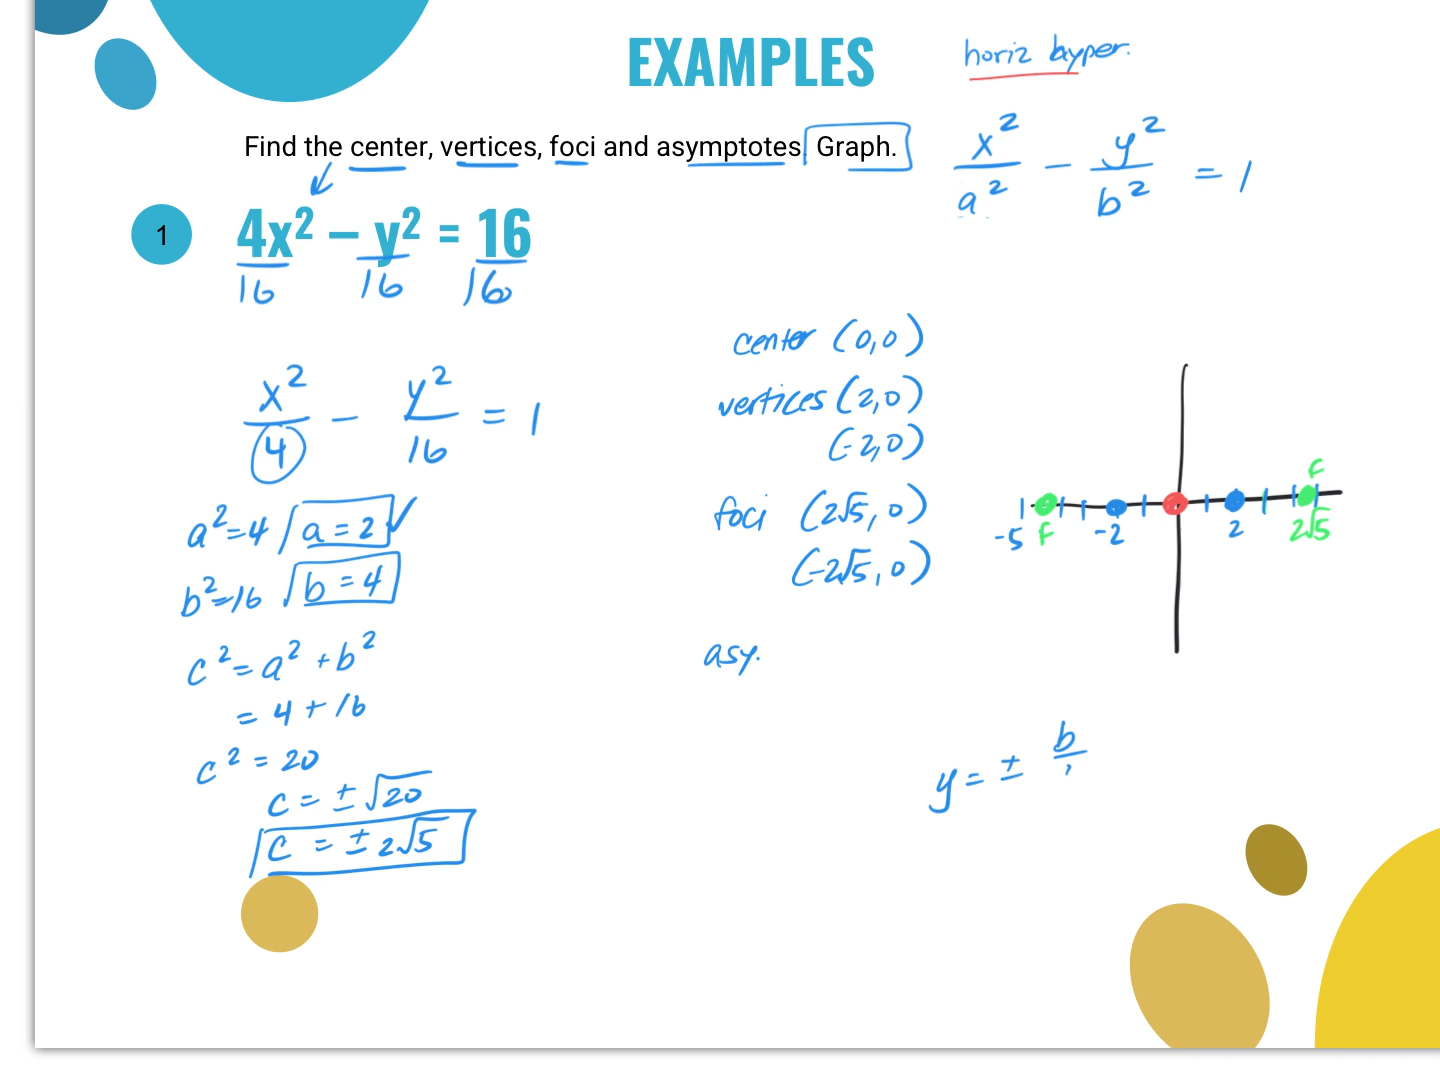 EXAMPLES
horiz hyper.
Find the center, vertices, foci and asymptotes. Graph.
x² / a² − y² / b² = 1
1
4x² − y² = 16
16 16 16
x² / 4 − y² / 16 = 1
center (0,0)
vertices (2,0)
(-2,0)
a² = 4 a = 2 ✓
foci (2√5, 0)
b² = 16 b = 4
(-2√5, 0)
F
-5 F -2 2 2√5
c² = a² + b²
asy.
= 4 + 16
c² = 20
y = ± b
c = ± √20
c = ± 2√5